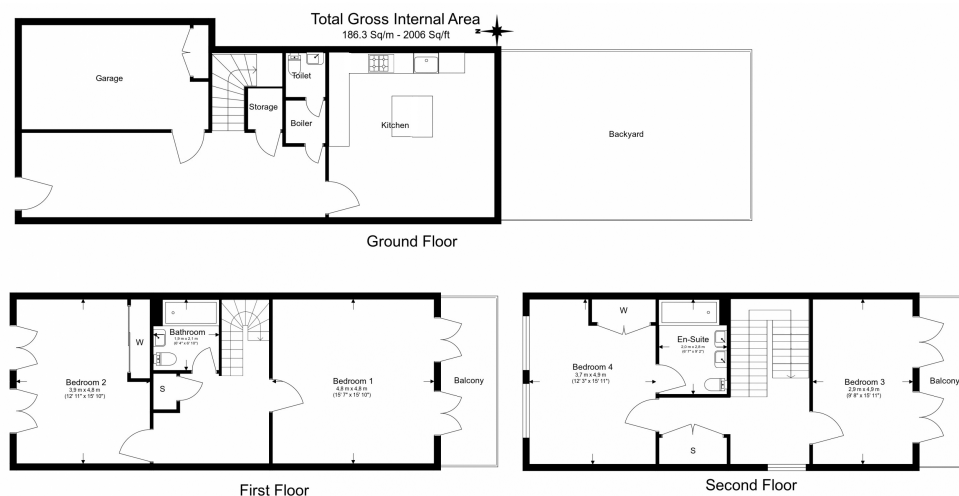 Total Gross Internal Area
186.3 Sq/m - 2006 Sq/ft
N
Garage
Toilet
Storage
Boiler
Kitchen
Backyard
Ground Floor
Bedroom 2
3,9 m x 4,8 m
(12' 11" x 15' 10")
W
Bathroom
1,9 m x 2,1 m
(6' 4" x 6' 10")
S
Bedroom 1
4,8 m x 4,8 m
(15' 7" x 15' 10")
Balcony
First Floor
Bedroom 4
3,7 m x 4,9 m
(12' 3" x 15' 11")
W
En-Suite
2,0 m x 2,8 m
(6' 7" x 9' 2")
S
Bedroom 3
2,9 m x 4,9 m
(9' 8" x 15' 11")
Balcony
Second Floor